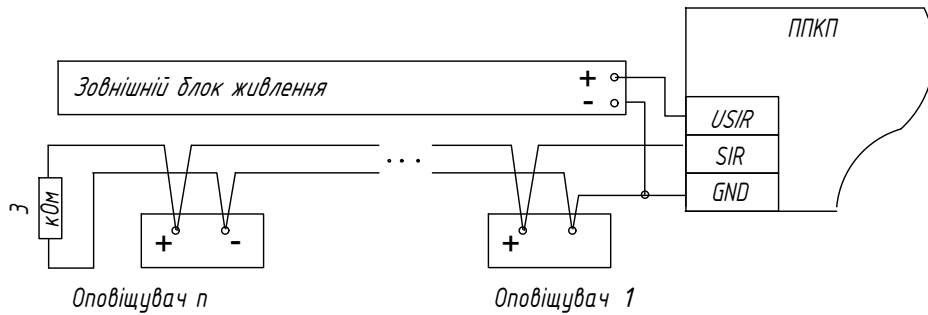 ППКП
Зовнішній блок живлення
+
-
USIR
SIR
GND
...
3
кОм
+ -
+
Оповіщувач n
Оповіщувач 1